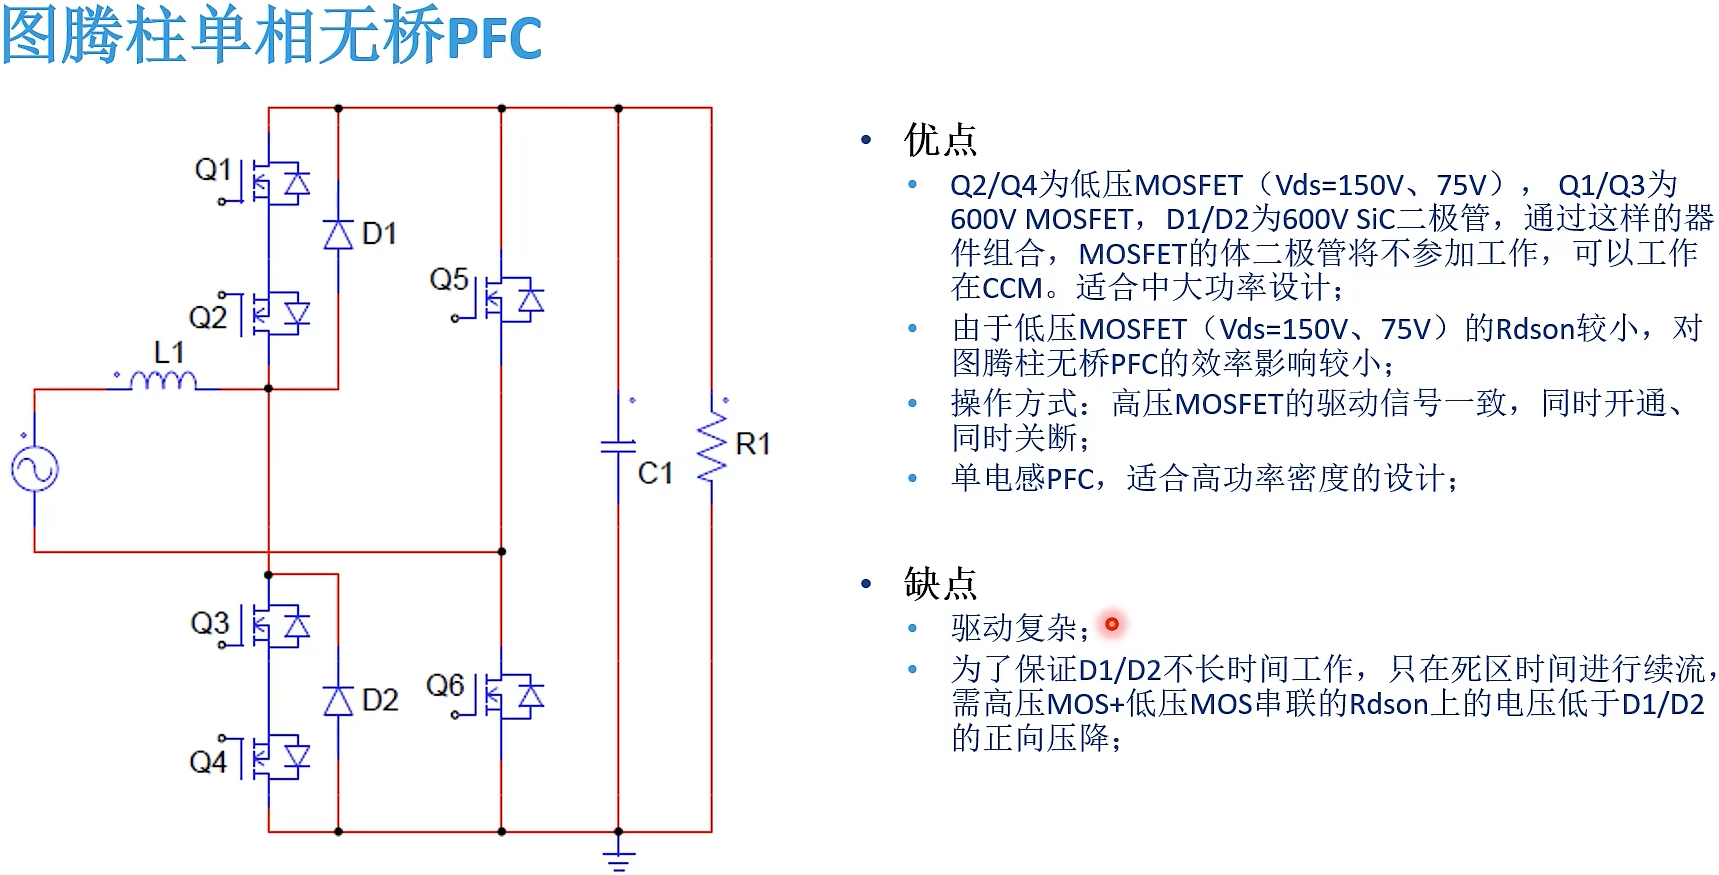 图腾柱单相无桥PFC
Q1
D1
Q5
Q2
L1
R1
C1
Q3
Q6
D2
Q4
• 优点
• Q2/Q4为低压MOSFET（Vds=150V、75V）， Q1/Q3为
600V MOSFET，D1/D2为600V SiC二极管，通过这样的器
件组合，MOSFET的体二极管将不参加工作，可以工作
在CCM。适合中大功率设计；
• 由于低压MOSFET（Vds=150V、75V）的Rdson较小，对
图腾柱无桥PFC的效率影响较小；
• 操作方式：高压MOSFET的驱动信号一致，同时开通、
同时关断；
• 单电感PFC，适合高功率密度的设计；
• 缺点
• 驱动复杂；
• 为了保证D1/D2不长时间工作，只在死区时间进行续流，
需高压MOS+低压MOS串联的Rdson上的电压低于D1/D2
的正向压降；